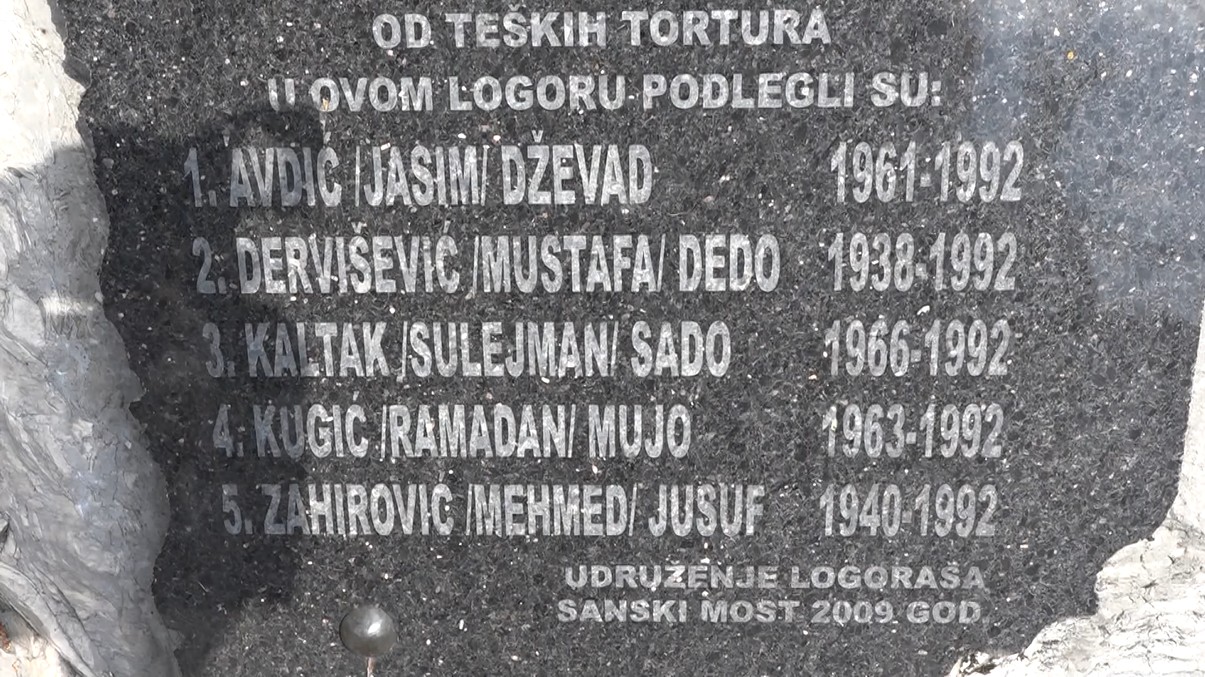 OD TEŠKIH TORTURA
U OVOM LOGORU PODLEGLI SU:
1. AVDIĆ /JASIM/ DŽEVAD 1961-1992
2. DERVIŠEVIĆ /MUSTAFA/ DEDO 1938-1992
3. KALTAK /SULEJMAN/ SADO 1966-1992
4. KUGIC /RAMADAN/ MUJO 1963-1992
5. ZAHIROVIĆ /MEHMED/ JUSUF 1940-1992
UDRUŽENJE LOGORAŠA
SANSKI MOST 2009 GOD.